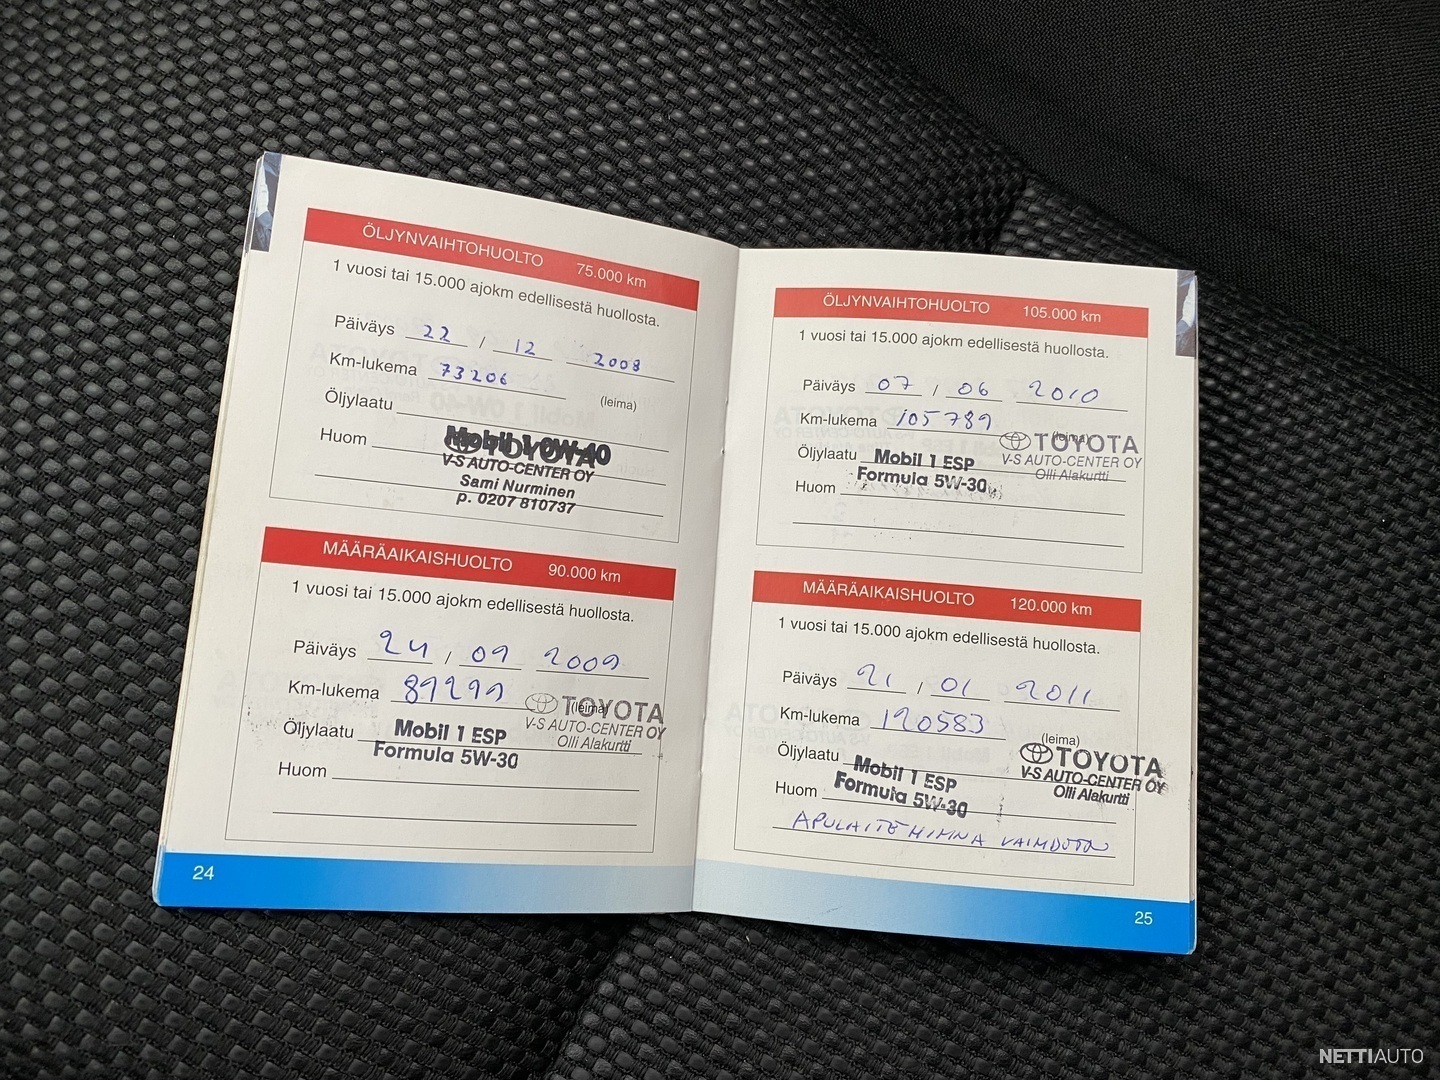 ÖLJYNVAIHTOHUOLTO 75.000 km
1 vuosi tai 15.000 ajokm edellisestä huollosta.
Päiväys 22 / 12 2008
Km-lukema 73206
(leima)
Öljylaatu
Mobil 1 0W-40
TOYOTA
Huom
V-S AUTO-CENTER OY
Sami Nurminen
p. 0207 810737
MÄÄRÄAIKAISHUOLTO 90.000 km
1 vuosi tai 15.000 ajokm edellisestä huollosta.
Päiväys 24 / 09 2009
Km-lukema 89299
(leima)
TOYOTA
V-S AUTO-CENTER OY
Olli Alakurtti
Öljylaatu Mobil 1 ESP
Formula 5W-30
Huom
24
ÖLJYNVAIHTOHUOLTO 105.000 km
1 vuosi tai 15.000 ajokm edellisestä huollosta.
Päiväys 07 / 06 2010
Km-lukema 105789
(leima)
TOYOTA
V-S AUTO-CENTER OY
Olli Alakurtti
Öljylaatu Mobil 1 ESP
Formula 5W-30
Huom
MÄÄRÄAIKAISHUOLTO 120.000 km
1 vuosi tai 15.000 ajokm edellisestä huollosta.
Päiväys 21 / 01 2011
Km-lukema 120583
(leima)
TOYOTA
V-S AUTO-CENTER OY
Olli Alakurtti
Öljylaatu Mobil 1 ESP
Formula 5W-30
Huom
APULAITEHIHNA VAIHDETTU
25
NETTIAUTO